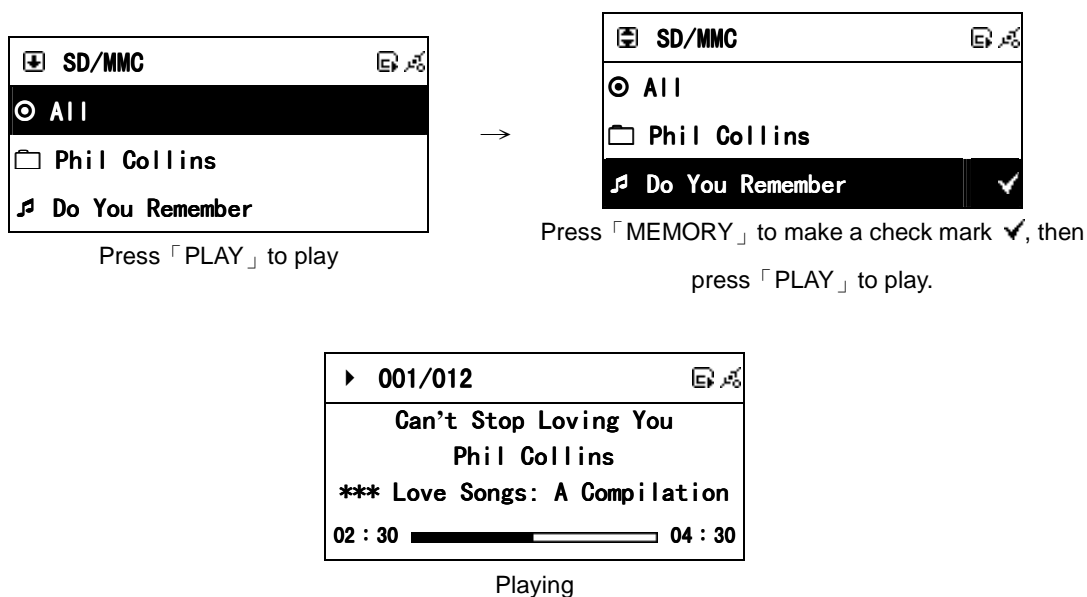 SD/MMC
All
Phil Collins
Do You Remember
Press「PLAY」to play
→
SD/MMC
All
Phil Collins
Do You Remember ✓
Press「MEMORY」to make a check mark ✓, then
press「PLAY」to play.
001/012
Can't Stop Loving You
Phil Collins
*** Love Songs: A Compilation
02：30 04：30
Playing